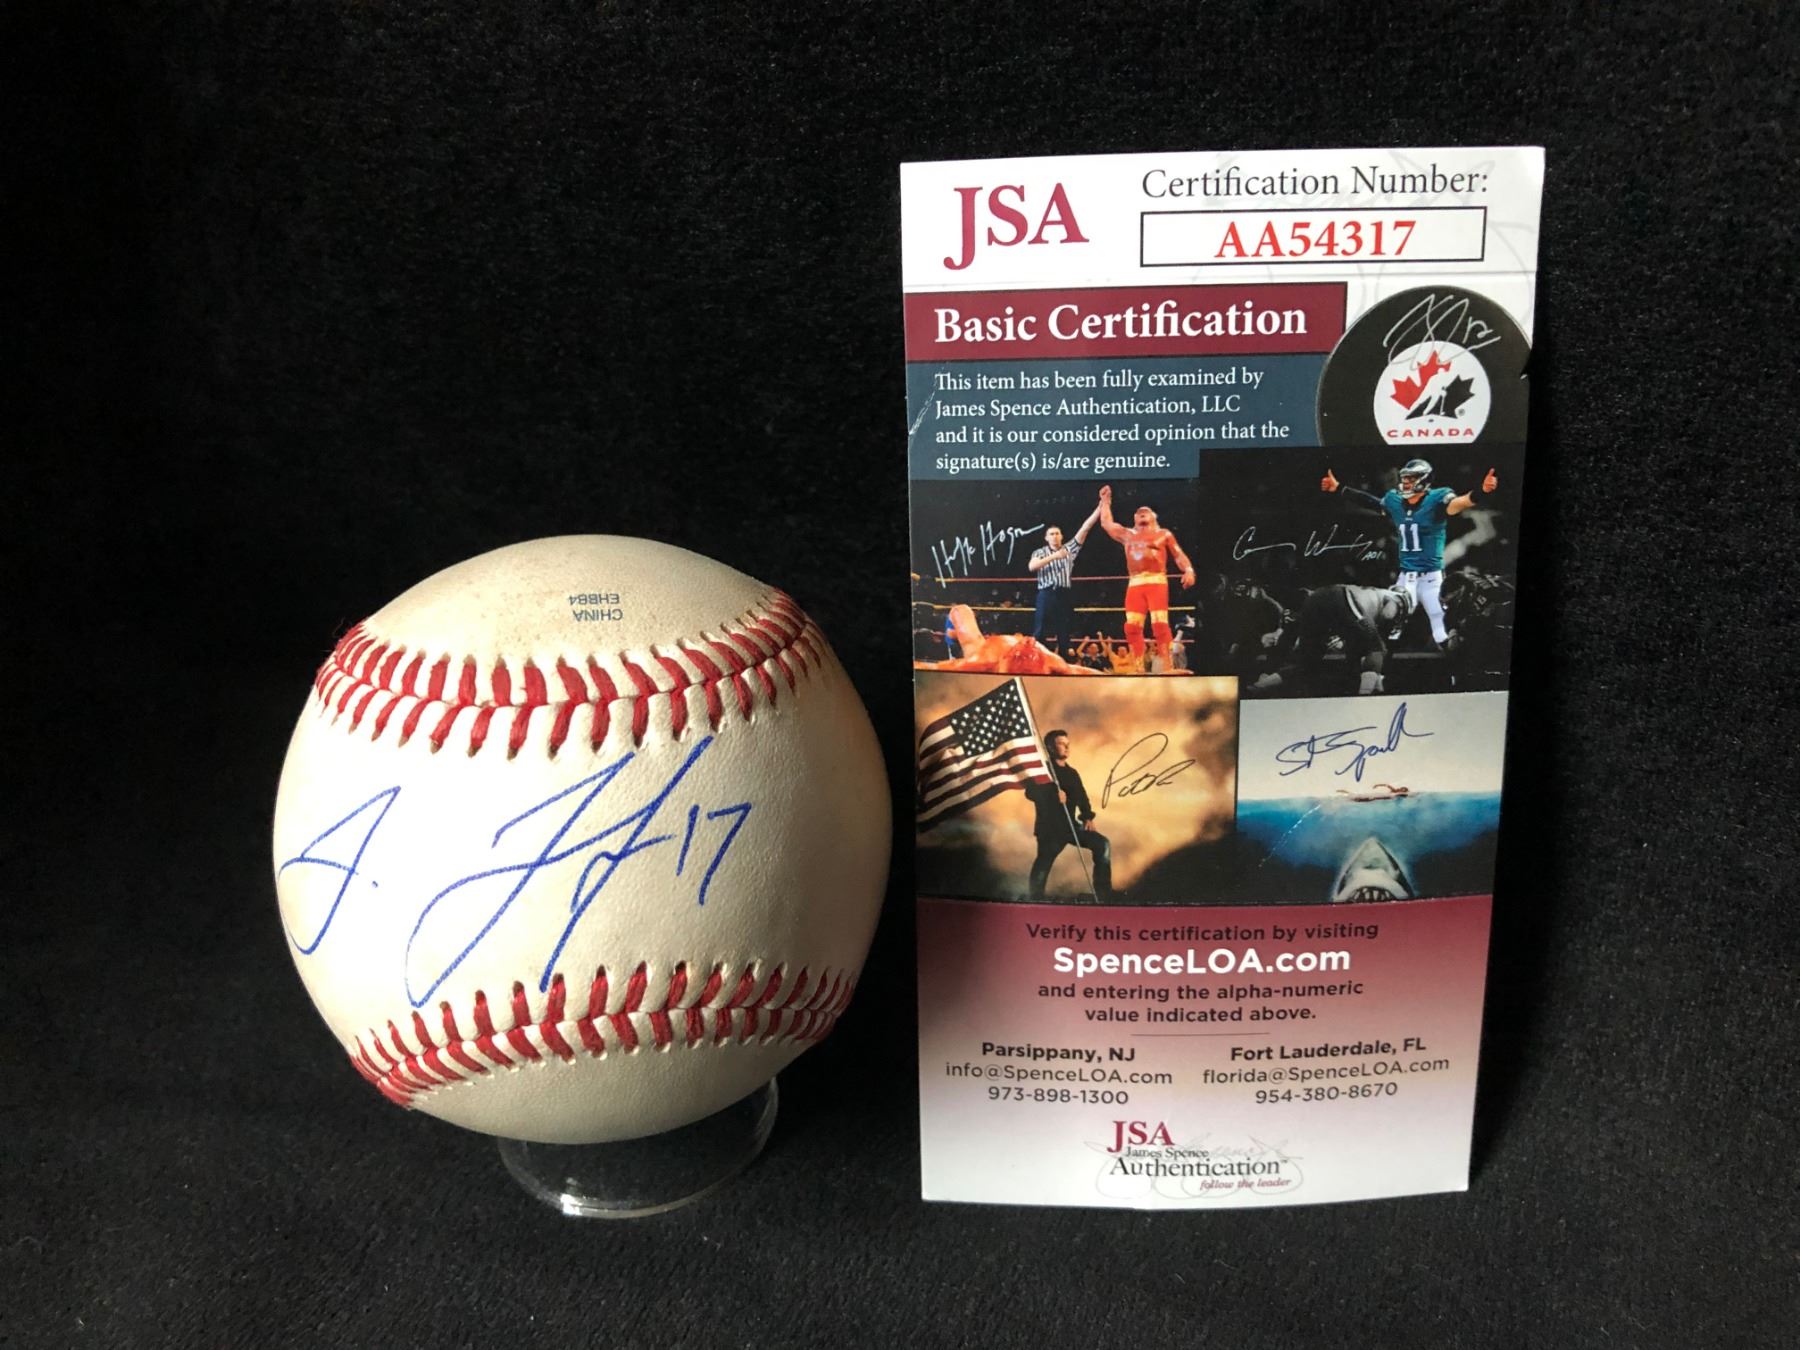 JSA
Certification Number:
AA54317
Basic Certification
This item has been fully examined by
James Spence Authentication, LLC
and it is our considered opinion that the
signature(s) is/are genuine.
CANADA
11
CHINA
EHB84
17
Verify this certification by visiting
SpenceLOA.com
and entering the alpha-numeric
value indicated above.
Parsippany, NJ
info@SpenceLOA.com
973-898-1300
Fort Lauderdale, FL
florida@SpenceLOA.com
954-380-8670
JSA
James Spence
Authentication™
follow the leader